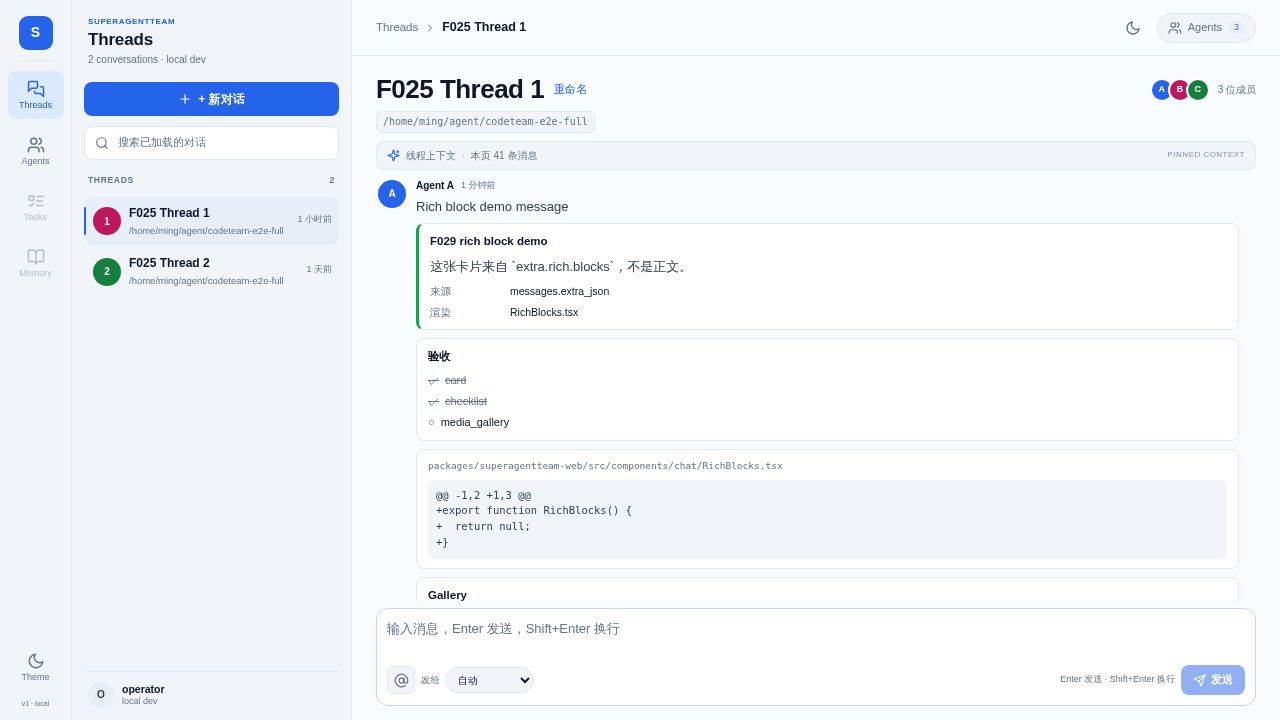 S
Threads
Agents
Tasks
Memory
Theme
v1 · local
SUPERAGENTTEAM
Threads
2 conversations · local dev
+ 新对话
搜索已加载的对话
THREADS 2
1 F025 Thread 1 1 小时前
/home/ming/agent/codeteam-e2e-full
2 F025 Thread 2 1 天前
/home/ming/agent/codeteam-e2e-full
O operator
local dev
Threads F025 Thread 1
Agents 3
F025 Thread 1 重命名
A B C 3 位成员
/home/ming/agent/codeteam-e2e-full
线程上下文 · 本页 41 条消息 PINNED CONTEXT
A Agent A 1 分钟前
Rich block demo message
F029 rich block demo
这张卡片来自 `extra.rich.blocks`，不是正文。
来源 messages.extra_json
渲染 RichBlocks.tsx
验收
card
checklist
media_gallery
packages/superagentteam-web/src/components/chat/RichBlocks.tsx
@@ -1,2 +1,3 @@
+export function RichBlocks() {
+  return null;
+}
Gallery
输入消息，Enter 发送，Shift+Enter 换行
发给 自动
Enter 发送 · Shift+Enter 换行 发送